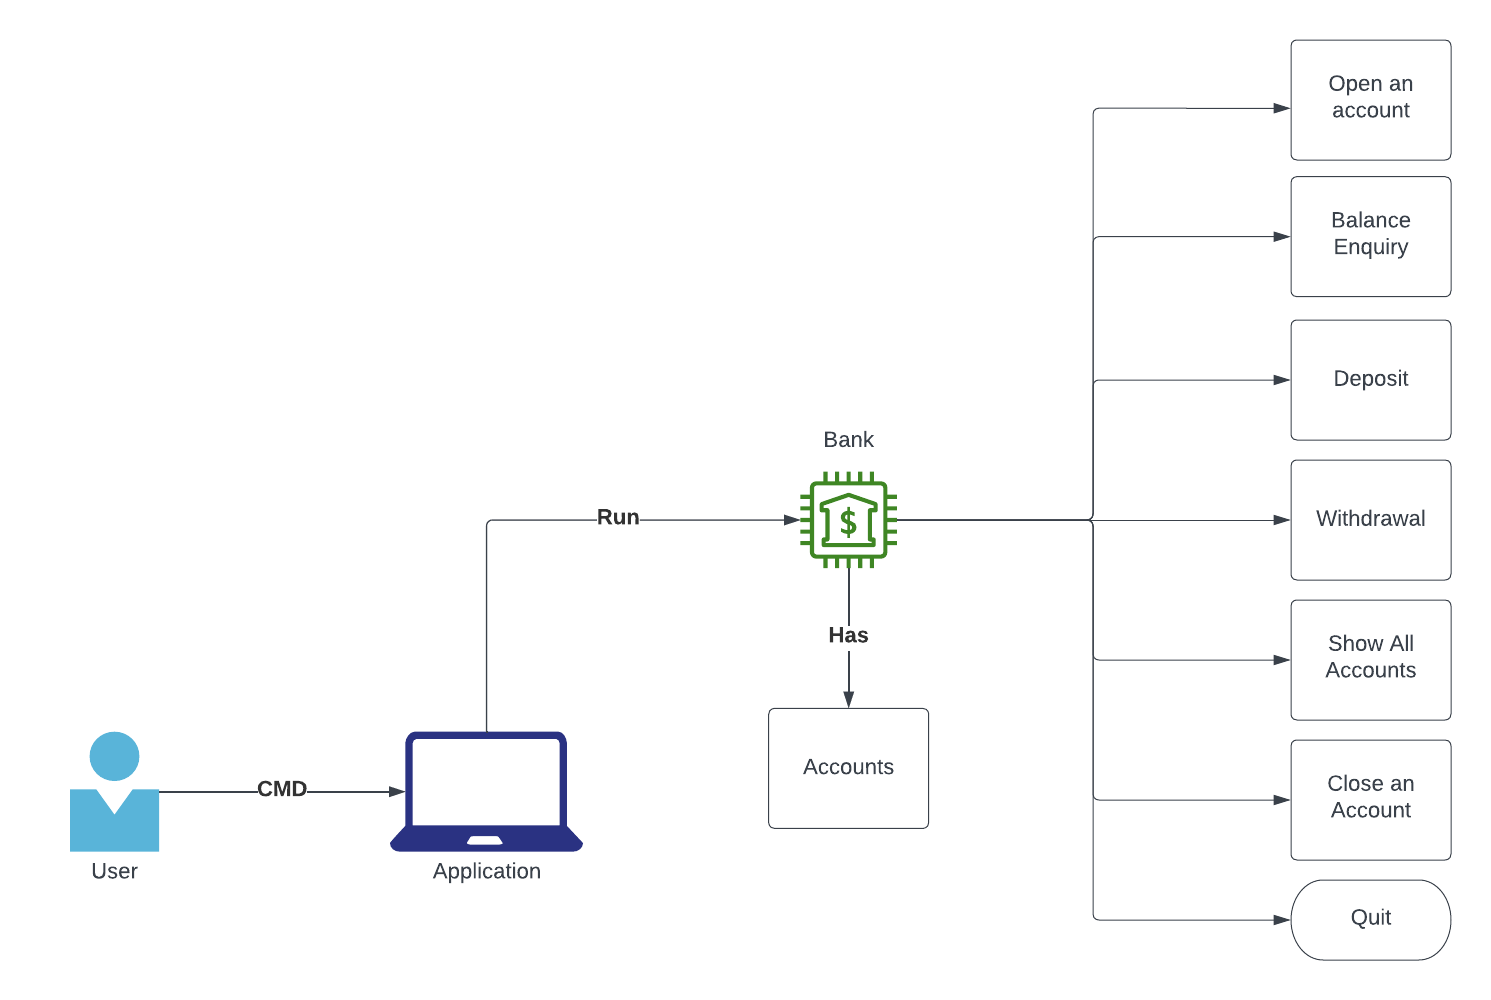 Open an
account
Balance
Enquiry
Deposit
Bank
Run
$
Withdrawal
Has
Show All
Accounts
Accounts
CMD
Close an
Account
User
Application
Quit